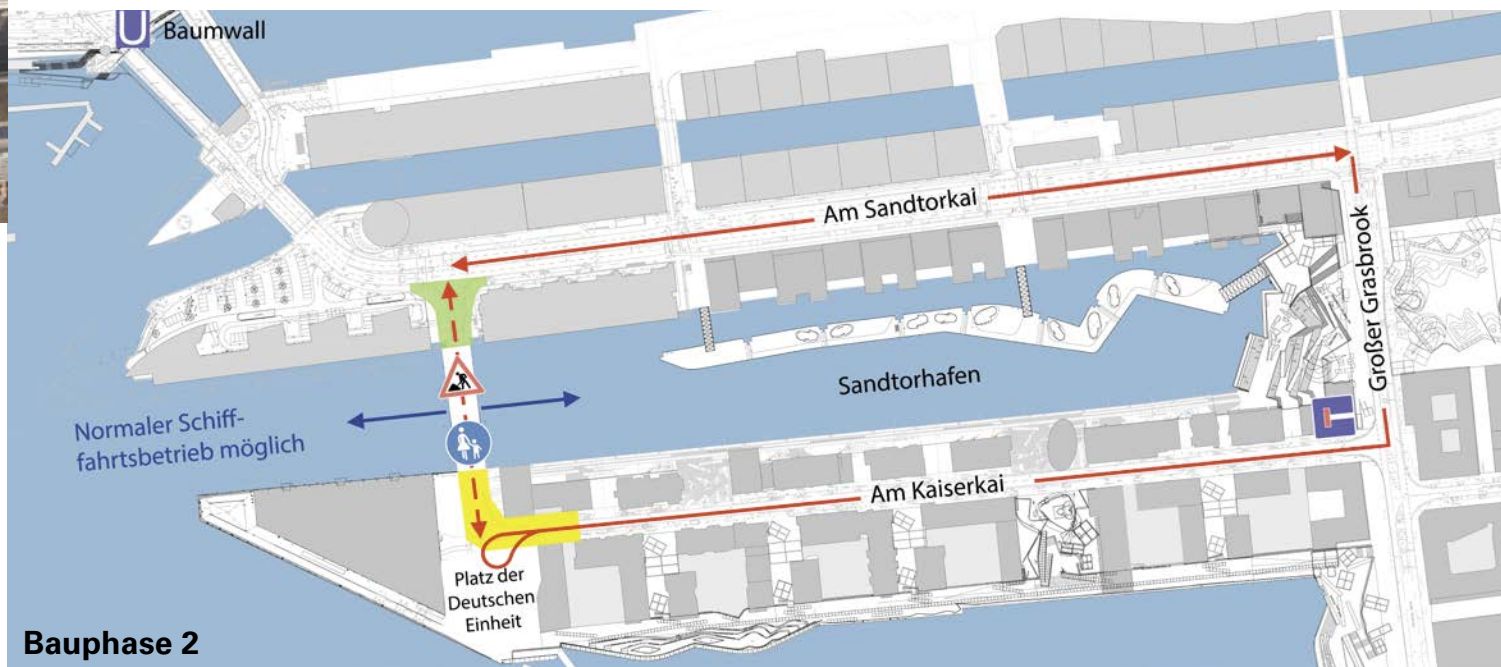 U
Baumwall
Am Sandtorkai
Großer Grasbrook
Sandtorhafen
Normaler Schiff-
fahrtsbetrieb möglich
Am Kaiserkai
Platz der
Deutschen
Einheit
Bauphase 2